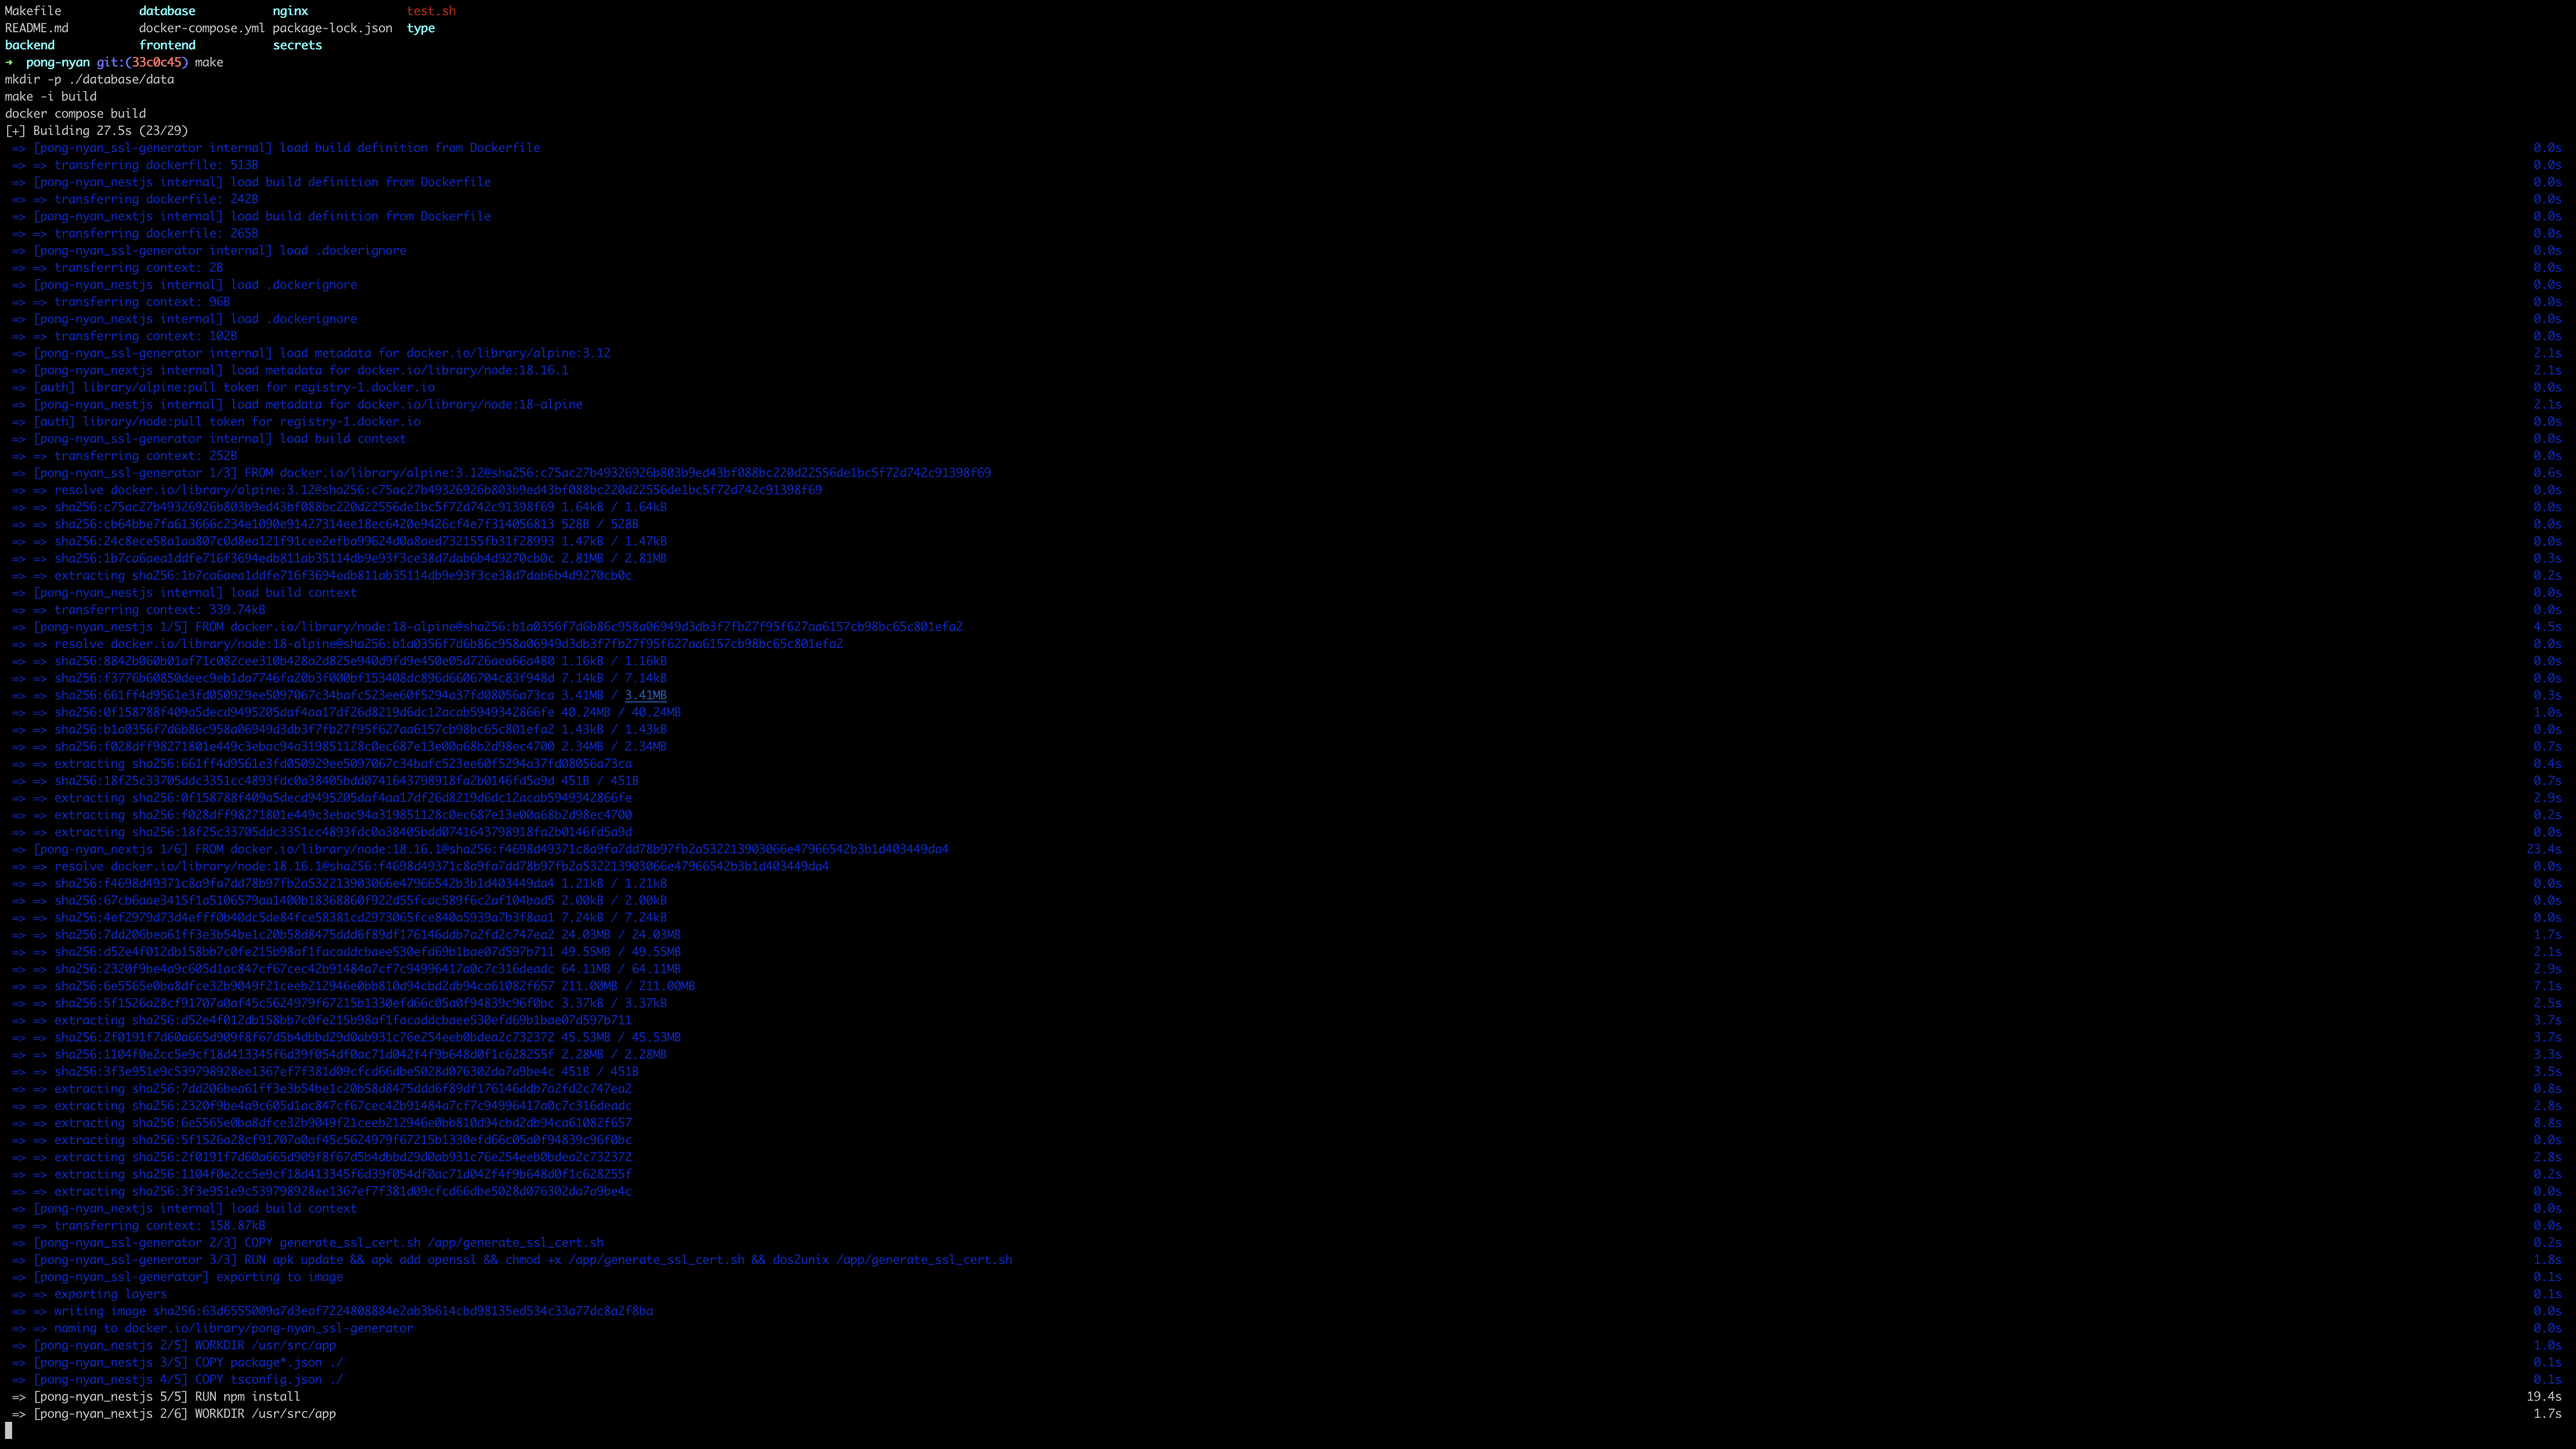 Makefile database nginx test.sh
README.md docker-compose.yml package-lock.json type
backend frontend secrets
➜ pong-nyan git:(33c0c45) make
mkdir -p ./database/data
make -i build
docker compose build
[+] Building 27.5s (23/29)
=> [pong-nyan_ssl-generator internal] load build definition from Dockerfile 0.0s
=> => transferring dockerfile: 513B 0.0s
=> [pong-nyan_nestjs internal] load build definition from Dockerfile 0.0s
=> => transferring dockerfile: 242B 0.0s
=> [pong-nyan_nextjs internal] load build definition from Dockerfile 0.0s
=> => transferring dockerfile: 265B 0.0s
=> [pong-nyan_ssl-generator internal] load .dockerignore 0.0s
=> => transferring context: 2B 0.0s
=> [pong-nyan_nestjs internal] load .dockerignore 0.0s
=> => transferring context: 96B 0.0s
=> [pong-nyan_nextjs internal] load .dockerignore 0.0s
=> => transferring context: 102B 0.0s
=> [pong-nyan_ssl-generator internal] load metadata for docker.io/library/alpine:3.12 2.1s
=> [pong-nyan_nextjs internal] load metadata for docker.io/library/node:18.16.1 2.1s
=> [auth] library/alpine:pull token for registry-1.docker.io 0.0s
=> [pong-nyan_nestjs internal] load metadata for docker.io/library/node:18-alpine 2.1s
=> [auth] library/node:pull token for registry-1.docker.io 0.0s
=> [pong-nyan_ssl-generator internal] load build context 0.0s
=> => transferring context: 252B 0.0s
=> [pong-nyan_ssl-generator 1/3] FROM docker.io/library/alpine:3.12@sha256:c75ac27b49326926b803b9ed43bf088bc220d22556de1bc5f72d742c91398f69 0.6s
=> => resolve docker.io/library/alpine:3.12@sha256:c75ac27b49326926b803b9ed43bf088bc220d22556de1bc5f72d742c91398f69 0.0s
=> => sha256:c75ac27b49326926b803b9ed43bf088bc220d22556de1bc5f72d742c91398f69 1.64kB / 1.64kB 0.0s
=> => sha256:cb64bbe7fa613666c234e1090e91427314ee18ec6420e9426cf4e7f314056813 528B / 528B 0.0s
=> => sha256:24c8ece58a1aa807c0d8ea121f91cee2efba99624d0a8aed732155fb31f28993 1.47kB / 1.47kB 0.0s
=> => sha256:1b7ca6aea1ddfe716f3694edb811ab35114db9e93f3ce38d7dab6b4d9270cb0c 2.81MB / 2.81MB 0.3s
=> => extracting sha256:1b7ca6aea1ddfe716f3694edb811ab35114db9e93f3ce38d7dab6b4d9270cb0c 0.2s
=> [pong-nyan_nestjs internal] load build context 0.0s
=> => transferring context: 339.74kB 0.0s
=> [pong-nyan_nestjs 1/5] FROM docker.io/library/node:18-alpine@sha256:b1a0356f7d6b86c958a06949d3db3f7fb27f95f627aa6157cb98bc65c801efa2 4.5s
=> => resolve docker.io/library/node:18-alpine@sha256:b1a0356f7d6b86c958a06949d3db3f7fb27f95f627aa6157cb98bc65c801efa2 0.0s
=> => sha256:8842b060b01af71c082cee310b428a2d825e940d9fd9e450e05d726aea66a480 1.16kB / 1.16kB 0.0s
=> => sha256:f3776b60850deec9eb1da7746fa20b3f000bf153408dc896d6606704c83f948d 7.14kB / 7.14kB 0.0s
=> => sha256:661ff4d9561e3fd050929ee5097067c34bafc523ee60f5294a37fd08056a73ca 3.41MB / 3.41MB 0.3s
=> => sha256:0f158788f409a5decd9495205daf4aa17df26d8219d6dc12acab5949342866fe 40.24MB / 40.24MB 1.0s
=> => sha256:b1a0356f7d6b86c958a06949d3db3f7fb27f95f627aa6157cb98bc65c801efa2 1.43kB / 1.43kB 0.0s
=> => sha256:f028dff98271801e449c3ebac94a319851128c0ec687e13e00a68b2d98ec4700 2.34MB / 2.34MB 0.7s
=> => extracting sha256:661ff4d9561e3fd050929ee5097067c34bafc523ee60f5294a37fd08056a73ca 0.4s
=> => sha256:18f25c33705ddc3351cc4893fdc0a38405bdd0741643798918fa2b0146fd5a9d 451B / 451B 0.7s
=> => extracting sha256:0f158788f409a5decd9495205daf4aa17df26d8219d6dc12acab5949342866fe 2.9s
=> => extracting sha256:f028dff98271801e449c3ebac94a319851128c0ec687e13e00a68b2d98ec4700 0.2s
=> => extracting sha256:18f25c33705ddc3351cc4893fdc0a38405bdd0741643798918fa2b0146fd5a9d 0.0s
=> [pong-nyan_nextjs 1/6] FROM docker.io/library/node:18.16.1@sha256:f4698d49371c8a9fa7dd78b97fb2a532213903066e47966542b3b1d403449da4 23.4s
=> => resolve docker.io/library/node:18.16.1@sha256:f4698d49371c8a9fa7dd78b97fb2a532213903066e47966542b3b1d403449da4 0.0s
=> => sha256:f4698d49371c8a9fa7dd78b97fb2a532213903066e47966542b3b1d403449da4 1.21kB / 1.21kB 0.0s
=> => sha256:67cb6aae3415f1a5106579aa1400b18368860f922d55fcac589f6c2af104bad5 2.00kB / 2.00kB 0.0s
=> => sha256:4ef2979d73d4efff0b40dc5de84fce58381cd2973065fce840a5939a7b3f8aa1 7.24kB / 7.24kB 0.0s
=> => sha256:7dd206bea61ff3e3b54be1c20b58d8475ddd6f89df176146ddb7a2fd2c747ea2 24.03MB / 24.03MB 1.7s
=> => sha256:d52e4f012db158bb7c0fe215b98af1facaddcbaee530efd69b1bae07d597b711 49.55MB / 49.55MB 2.1s
=> => sha256:2320f9be4a9c605d1ac847cf67cec42b91484a7cf7c94996417a0c7c316deadc 64.11MB / 64.11MB 2.9s
=> => sha256:6e5565e0ba8dfce32b9049f21ceeb212946e0bb810d94cbd2db94ca61082f657 211.00MB / 211.00MB 7.1s
=> => sha256:5f1526a28cf91707a0af45c5624979f67215b1330efd66c05a0f94839c96f0bc 3.37kB / 3.37kB 2.5s
=> => extracting sha256:d52e4f012db158bb7c0fe215b98af1facaddcbaee530efd69b1bae07d597b711 3.7s
=> => sha256:2f0191f7d60a665d909f8f67d5b4dbbd29d0ab931c76e254eeb0bdea2c732372 45.53MB / 45.53MB 3.7s
=> => sha256:1104f0e2cc5e9cf18d413345f6d39f054df0ac71d042f4f9b648d0f1c628255f 2.28MB / 2.28MB 3.3s
=> => sha256:3f3e951e9c539798928ee1367ef7f381d09cfcd66dbe5028d076302da7a9be4c 451B / 451B 3.5s
=> => extracting sha256:7dd206bea61ff3e3b54be1c20b58d8475ddd6f89df176146ddb7a2fd2c747ea2 0.8s
=> => extracting sha256:2320f9be4a9c605d1ac847cf67cec42b91484a7cf7c94996417a0c7c316deadc 2.8s
=> => extracting sha256:6e5565e0ba8dfce32b9049f21ceeb212946e0bb810d94cbd2db94ca61082f657 8.8s
=> => extracting sha256:5f1526a28cf91707a0af45c5624979f67215b1330efd66c05a0f94839c96f0bc 0.0s
=> => extracting sha256:2f0191f7d60a665d909f8f67d5b4dbbd29d0ab931c76e254eeb0bdea2c732372 2.8s
=> => extracting sha256:1104f0e2cc5e9cf18d413345f6d39f054df0ac71d042f4f9b648d0f1c628255f 0.2s
=> => extracting sha256:3f3e951e9c539798928ee1367ef7f381d09cfcd66dbe5028d076302da7a9be4c 0.0s
=> [pong-nyan_nextjs internal] load build context 0.0s
=> => transferring context: 158.87kB 0.0s
=> [pong-nyan_ssl-generator 2/3] COPY generate_ssl_cert.sh /app/generate_ssl_cert.sh 0.2s
=> [pong-nyan_ssl-generator 3/3] RUN apk update && apk add openssl && chmod +x /app/generate_ssl_cert.sh && dos2unix /app/generate_ssl_cert.sh 1.8s
=> [pong-nyan_ssl-generator] exporting to image 0.1s
=> => exporting layers 0.1s
=> => writing image sha256:63d6555009a7d3eaf7224808884e2ab3b614cbd98135ed534c33a77dc8a2f8ba 0.0s
=> => naming to docker.io/library/pong-nyan_ssl-generator 0.0s
=> [pong-nyan_nestjs 2/5] WORKDIR /usr/src/app 1.0s
=> [pong-nyan_nestjs 3/5] COPY package*.json ./ 0.1s
=> [pong-nyan_nestjs 4/5] COPY tsconfig.json ./ 0.1s
=> [pong-nyan_nestjs 5/5] RUN npm install 19.4s
=> [pong-nyan_nextjs 2/6] WORKDIR /usr/src/app 1.7s